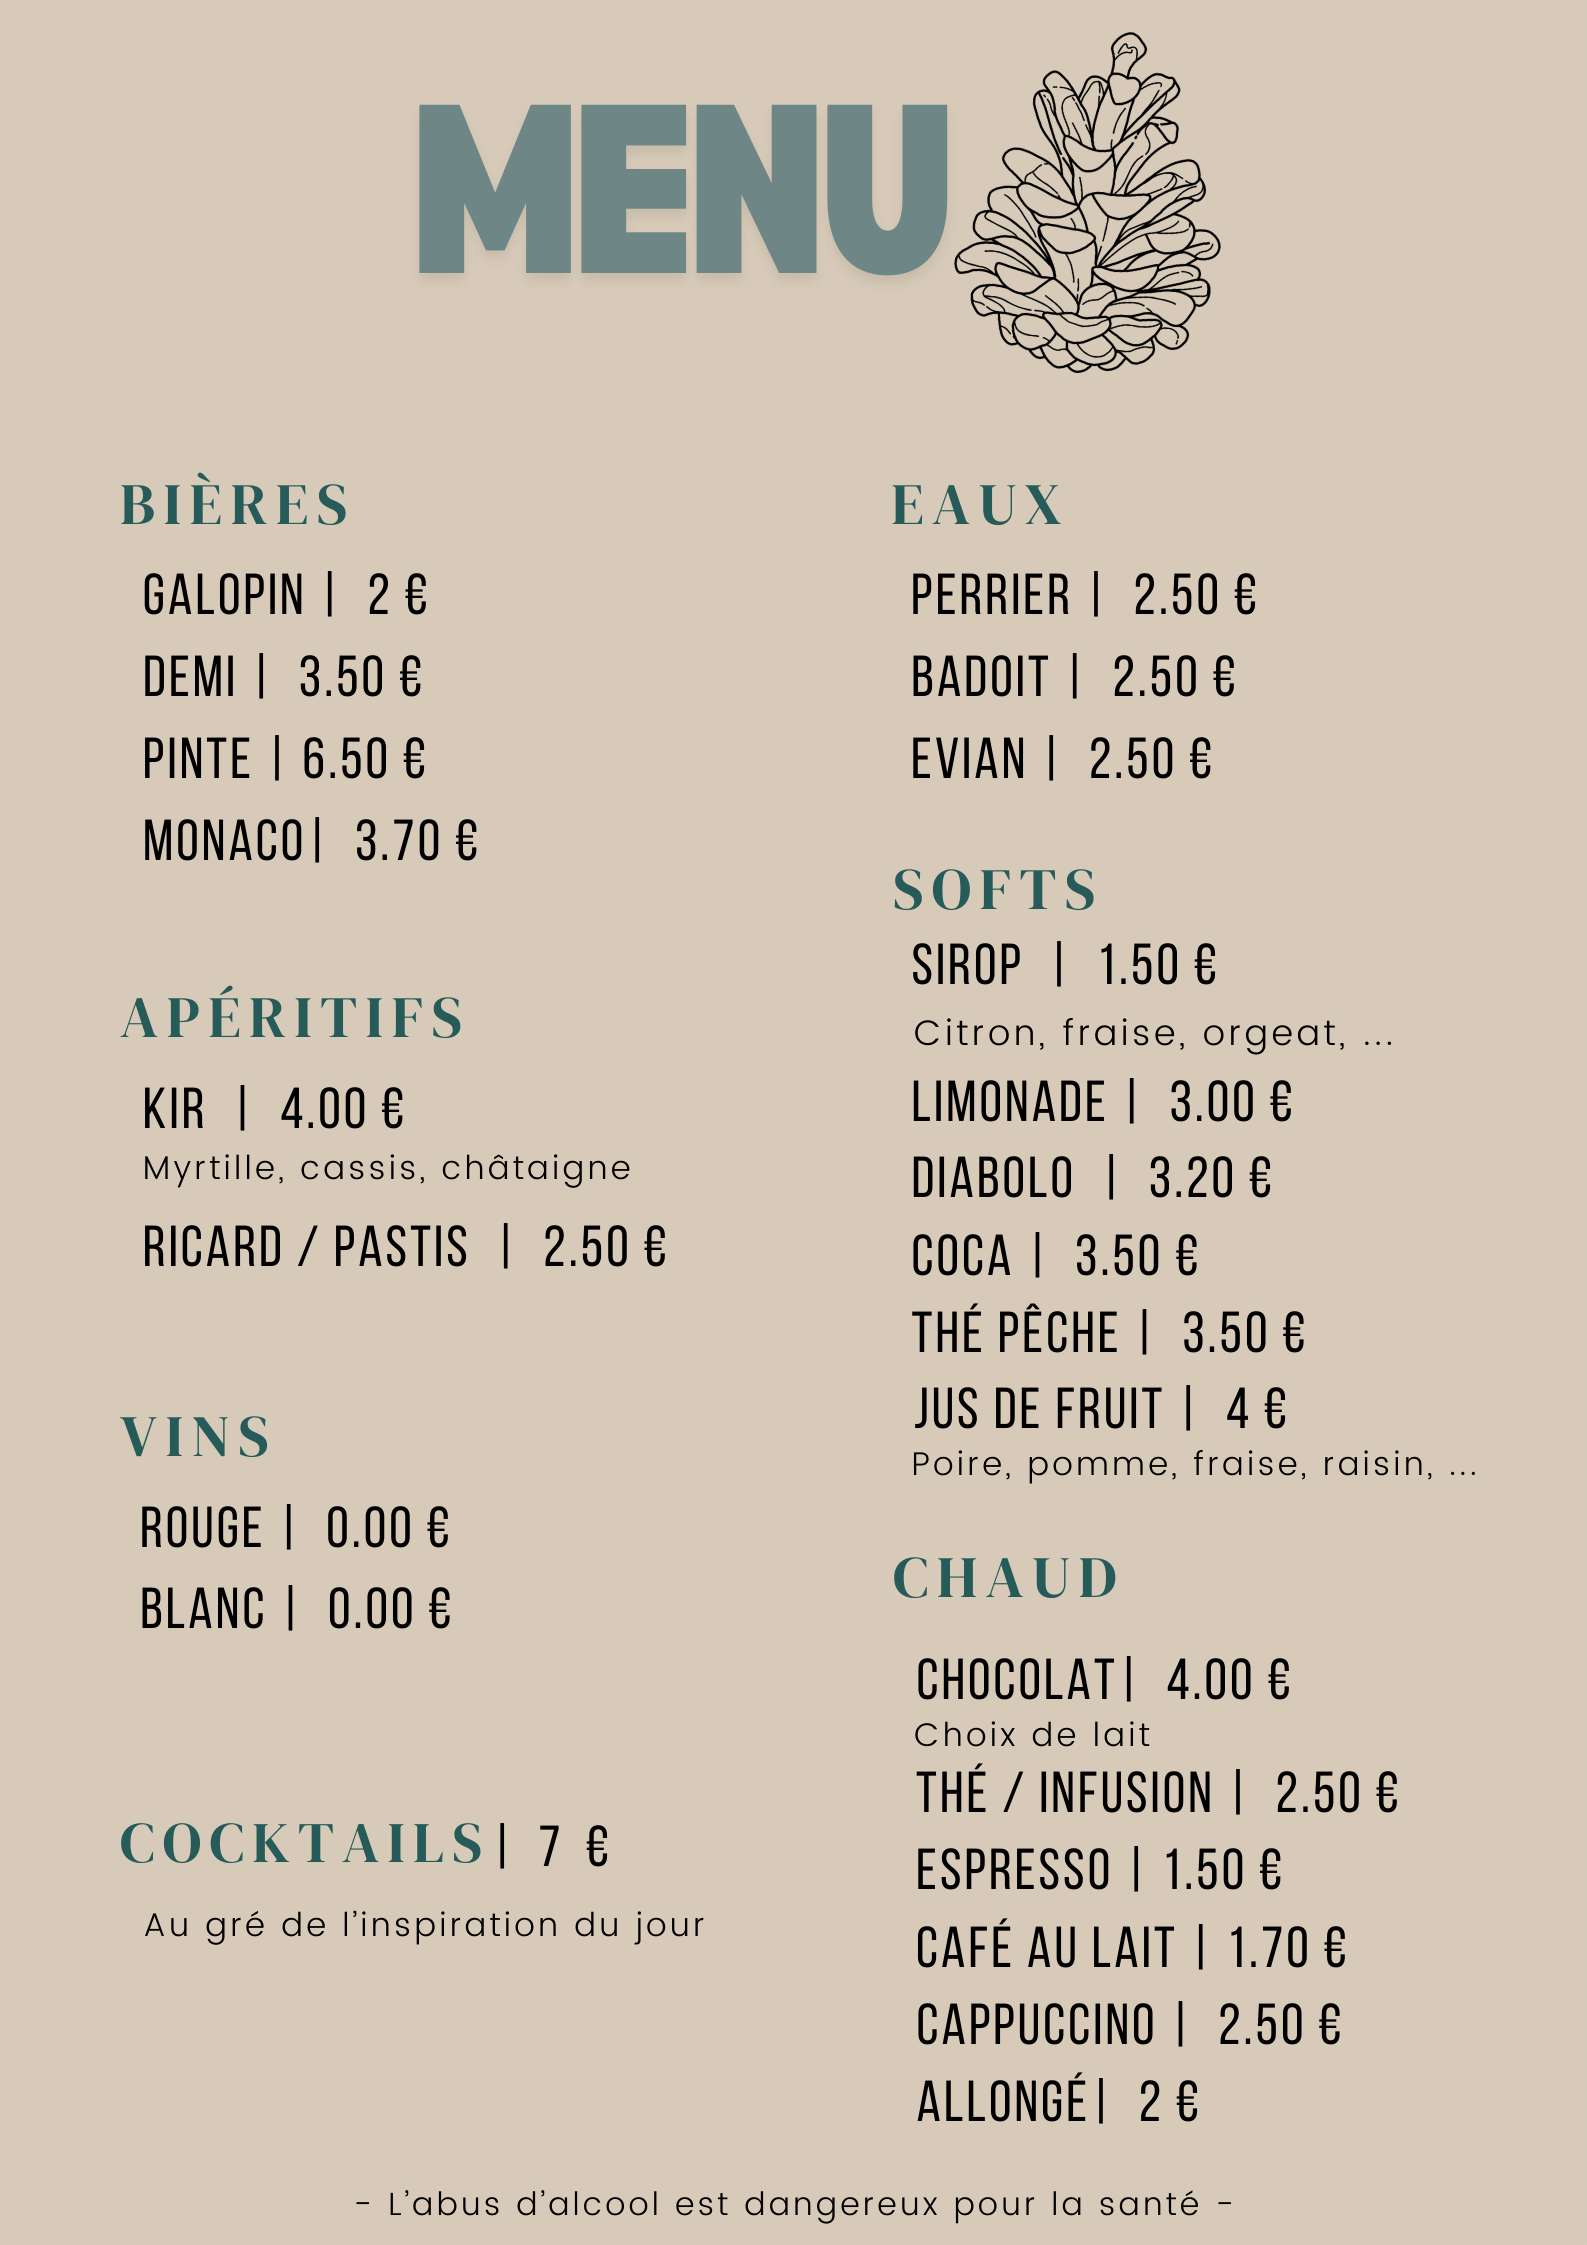 MENU
BIÈRES
GALOPIN | 2 €
DEMI | 3.50 €
PINTE | 6.50 €
MONACO| 3.70 €
APÉRITIFS
KIR | 4.00 €
Myrtille, cassis, châtaigne
RICARD / PASTIS | 2.50 €
VINS
ROUGE | 0.00 €
BLANC | 0.00 €
COCKTAILS| 7 €
Au gré de l'inspiration du jour
EAUX
PERRIER | 2.50 €
BADOIT | 2.50 €
EVIAN | 2.50 €
SOFTS
SIROP | 1.50 €
Citron, fraise, orgeat, ...
LIMONADE | 3.00 €
DIABOLO | 3.20 €
COCA | 3.50 €
THÉ PÊCHE | 3.50 €
JUS DE FRUIT | 4 €
Poire, pomme, fraise, raisin, ...
CHAUD
CHOCOLAT| 4.00 €
Choix de lait
THÉ / INFUSION | 2.50 €
ESPRESSO | 1.50 €
CAFÉ AU LAIT | 1.70 €
CAPPUCCINO | 2.50 €
ALLONGÉ| 2 €
- L'abus d'alcool est dangereux pour la santé -